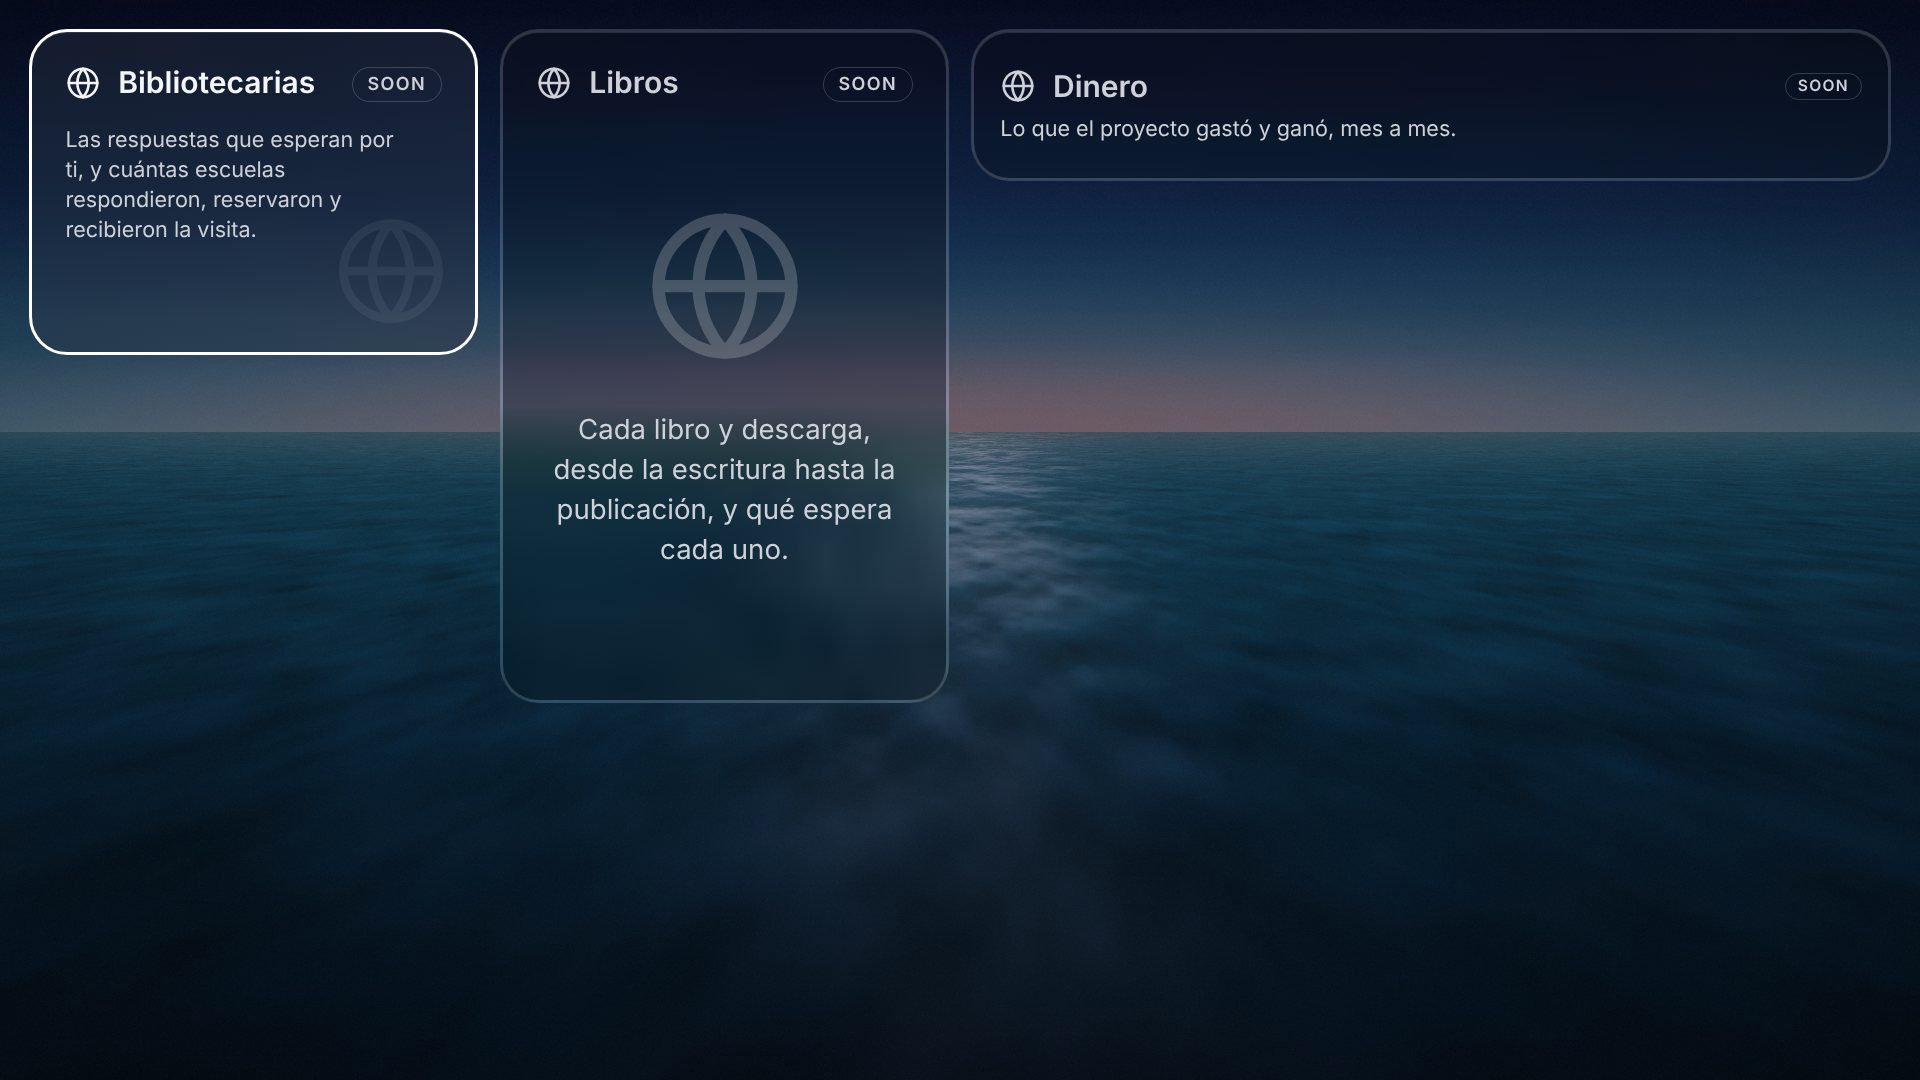 Bibliotecarias
SOON
Las respuestas que esperan por
ti, y cuántas escuelas
respondieron, reservaron y
recibieron la visita.
Libros
SOON
Cada libro y descarga,
desde la escritura hasta la
publicación, y qué espera
cada uno.
Dinero
SOON
Lo que el proyecto gastó y ganó, mes a mes.